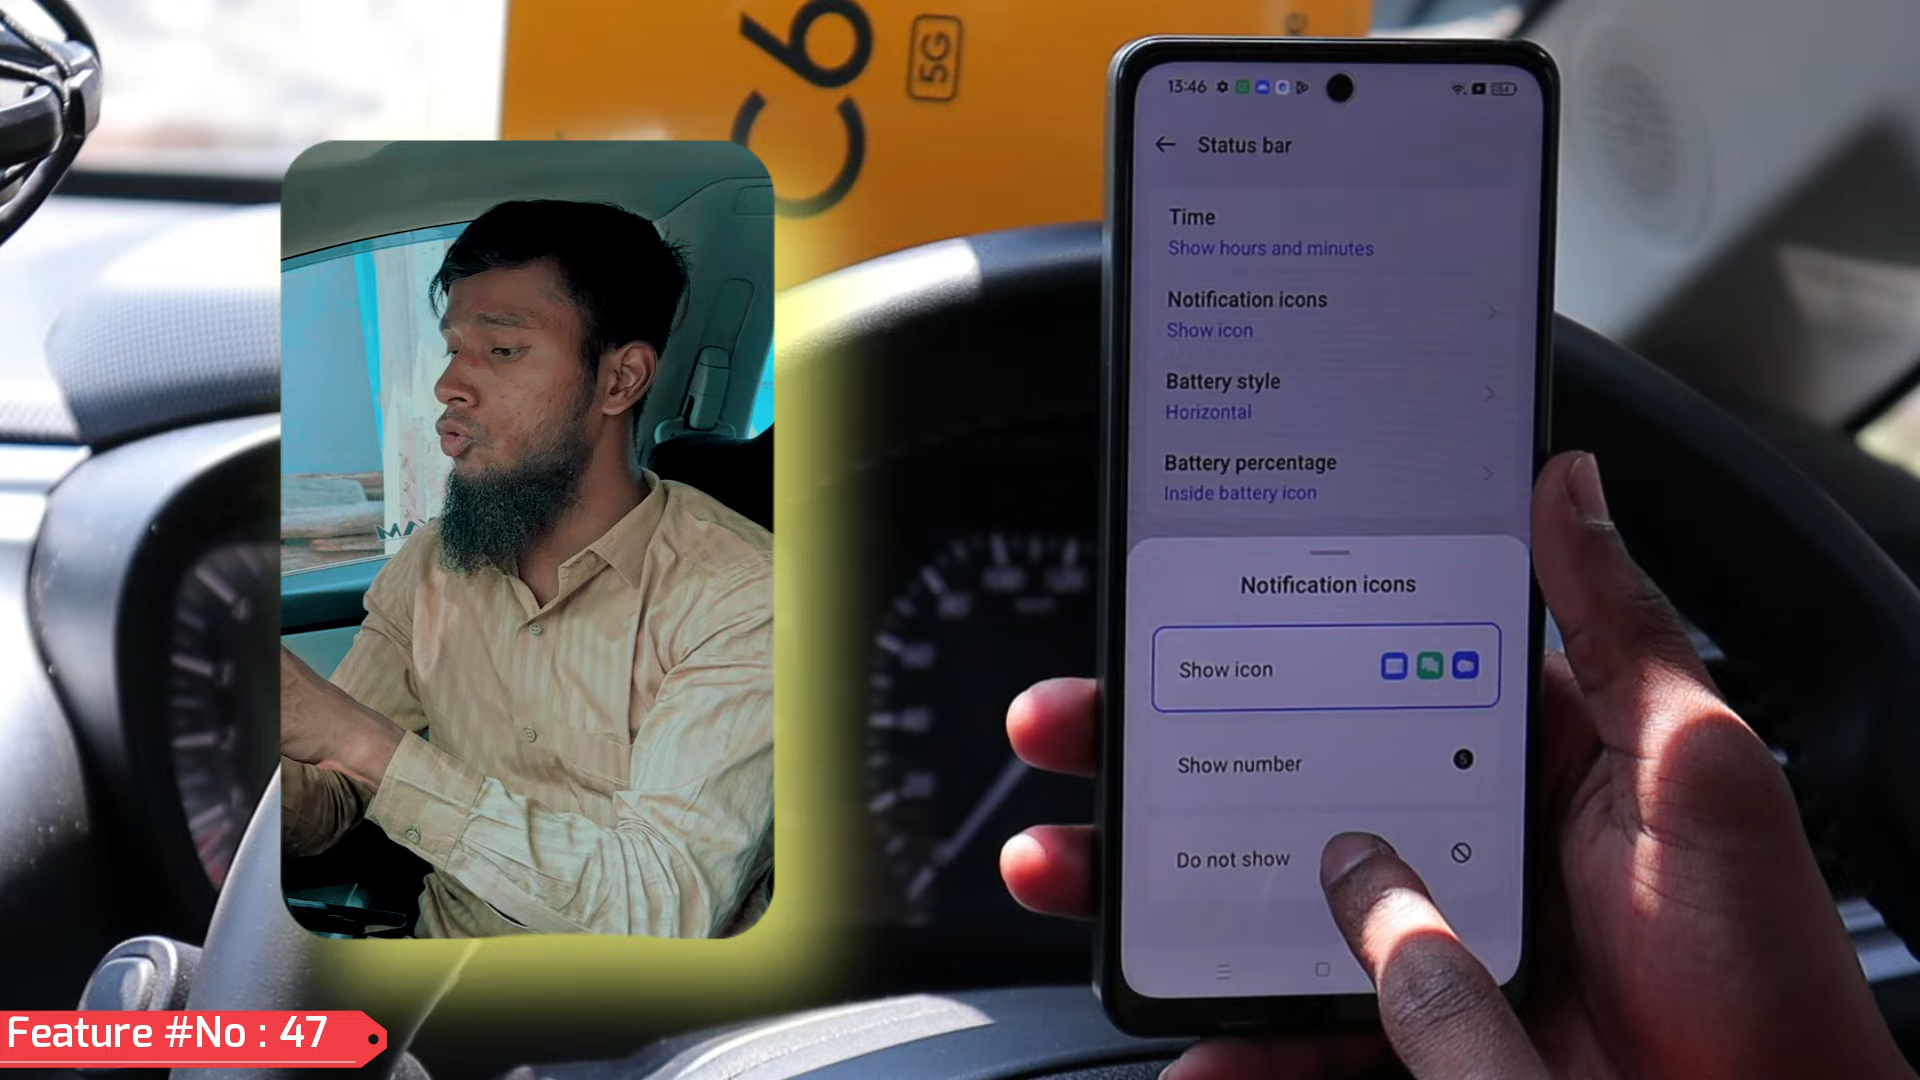 C6
5G
13:46
Status bar
Time
Show hours and minutes
Notification icons
Show icon
Battery style
Horizontal
Battery percentage
Inside battery icon
Notification icons
Show icon
Show number
5
Do not show
Feature #No : 47